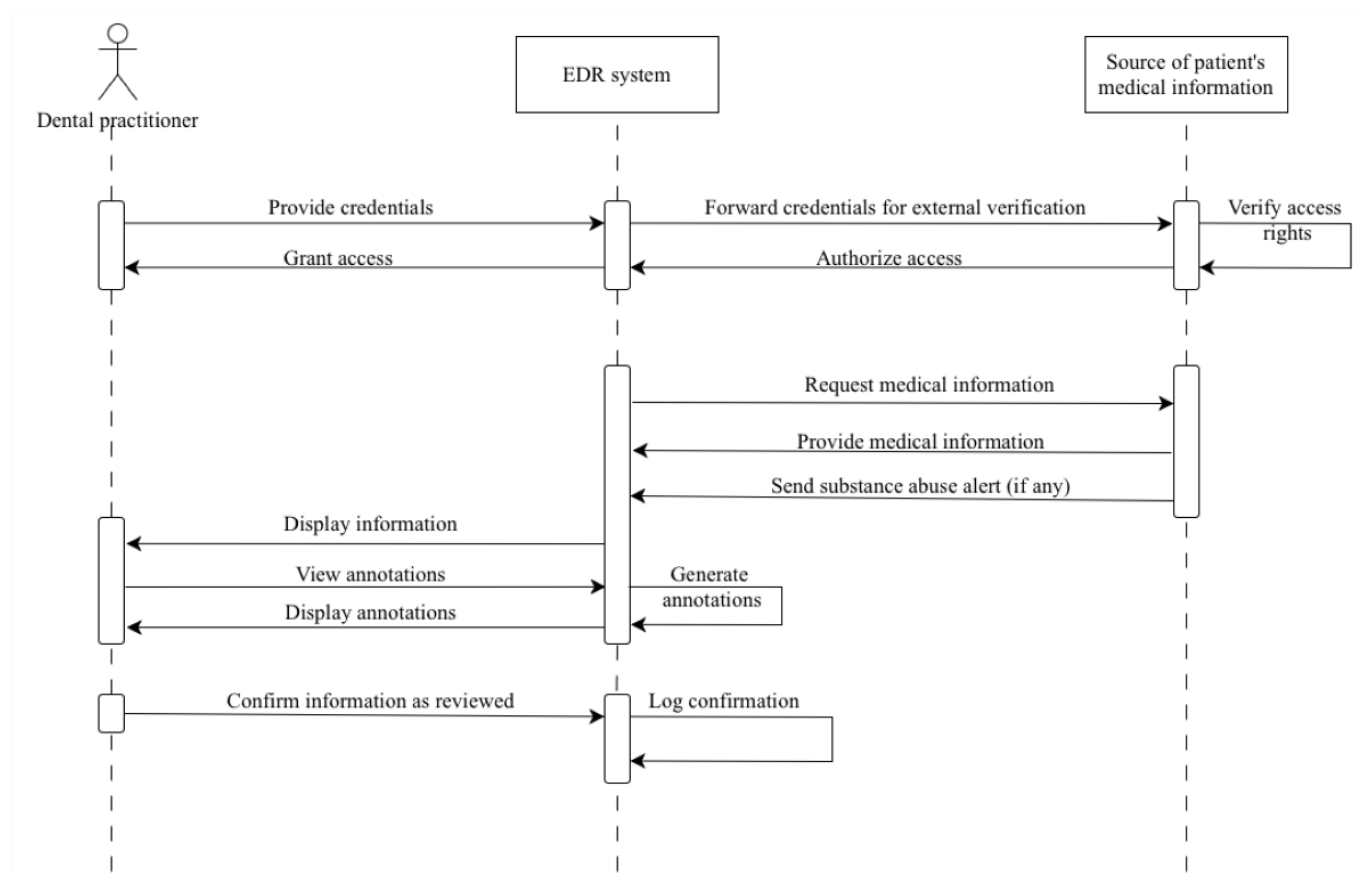 Dental practitioner
EDR system
Source of patient's
medical information
Provide credentials
Forward credentials for external verification
Verify access
rights
Grant access
Authorize access
Request medical information
Provide medical information
Send substance abuse alert (if any)
Display information
View annotations
Generate
annotations
Display annotations
Confirm information as reviewed
Log confirmation